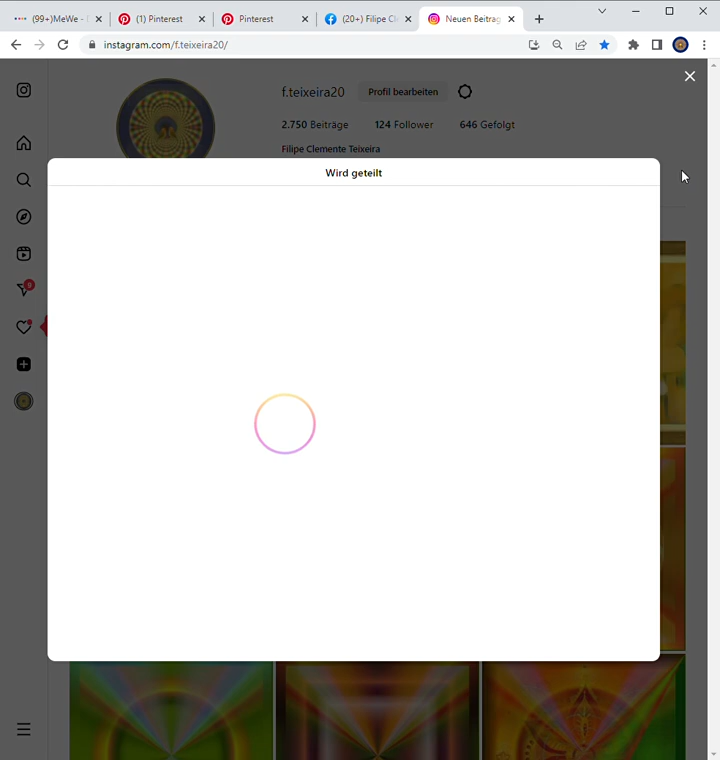 (99+)MeWe -
(1) Pinterest
Pinterest
(20+) Filipe Cl
Neuen Beitrag
instagram.com/f.teixeira20/
f.teixeira20
Profil bearbeiten
2.750 Beiträge
124 Follower
646 Gefolgt
Filipe Clemente Teixeira
Wird geteilt